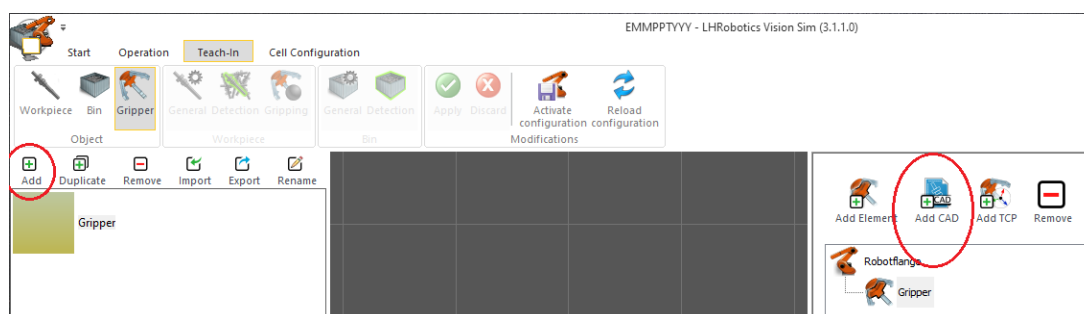 EMMPPTYYY - LHRobotics Vision Sim (3.1.1.0)
Start Operation Teach-In Cell Configuration
Workpiece Bin Gripper General Detection Gripping General Detection Apply Discard Activate configuration Reload configuration
Object Workpiece Bin Modifications
Add Duplicate Remove Import Export Rename
Add Element Add CAD Add TCP Remove
Gripper
Robotflange
Gripper